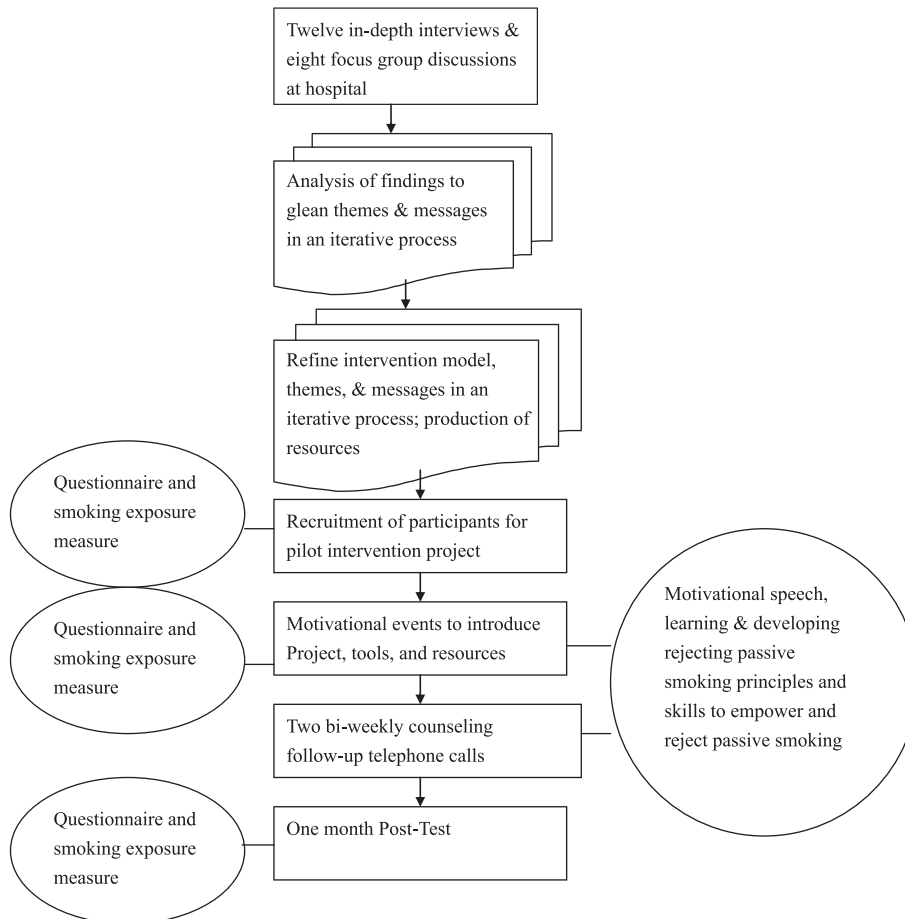 Twelve in-depth interviews &
eight focus group discussions
at hospital
Analysis of findings to
glean themes & messages
in an iterative process
Refine intervention model,
themes, & messages in an
iterative process; production of
resources
Questionnaire and
smoking exposure
measure
Recruitment of participants for
pilot intervention project
Questionnaire and
smoking exposure
measure
Motivational events to introduce
Project, tools, and resources
Motivational speech,
learning & developing
rejecting passive
smoking principles and
skills to empower and
reject passive smoking
Two bi-weekly counseling
follow-up telephone calls
Questionnaire and
smoking exposure
measure
One month Post-Test